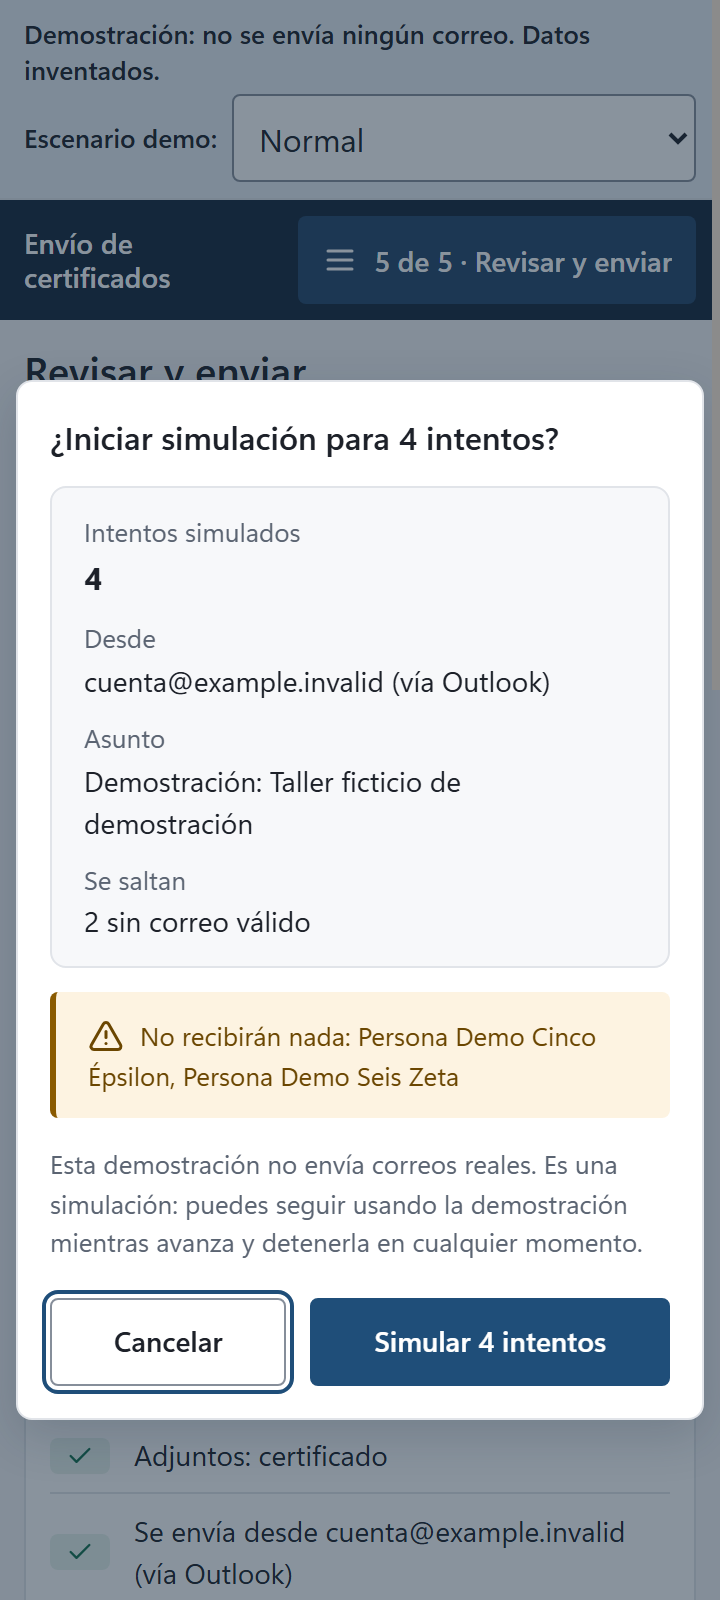 Demostración: no se envía ningún correo. Datos
inventados.
Escenario demo:
Normal
Envío de
certificados
5 de 5 · Revisar y enviar
Revisar y enviar
¿Iniciar simulación para 4 intentos?
Intentos simulados
4
Desde
cuenta@example.invalid (vía Outlook)
Asunto
Demostración: Taller ficticio de
demostración
Se saltan
2 sin correo válido
No recibirán nada: Persona Demo Cinco
Épsilon, Persona Demo Seis Zeta
Esta demostración no envía correos reales. Es una
simulación: puedes seguir usando la demostración
mientras avanza y detenerla en cualquier momento.
Cancelar
Simular 4 intentos
Adjuntos: certificado
Se envía desde cuenta@example.invalid
(vía Outlook)